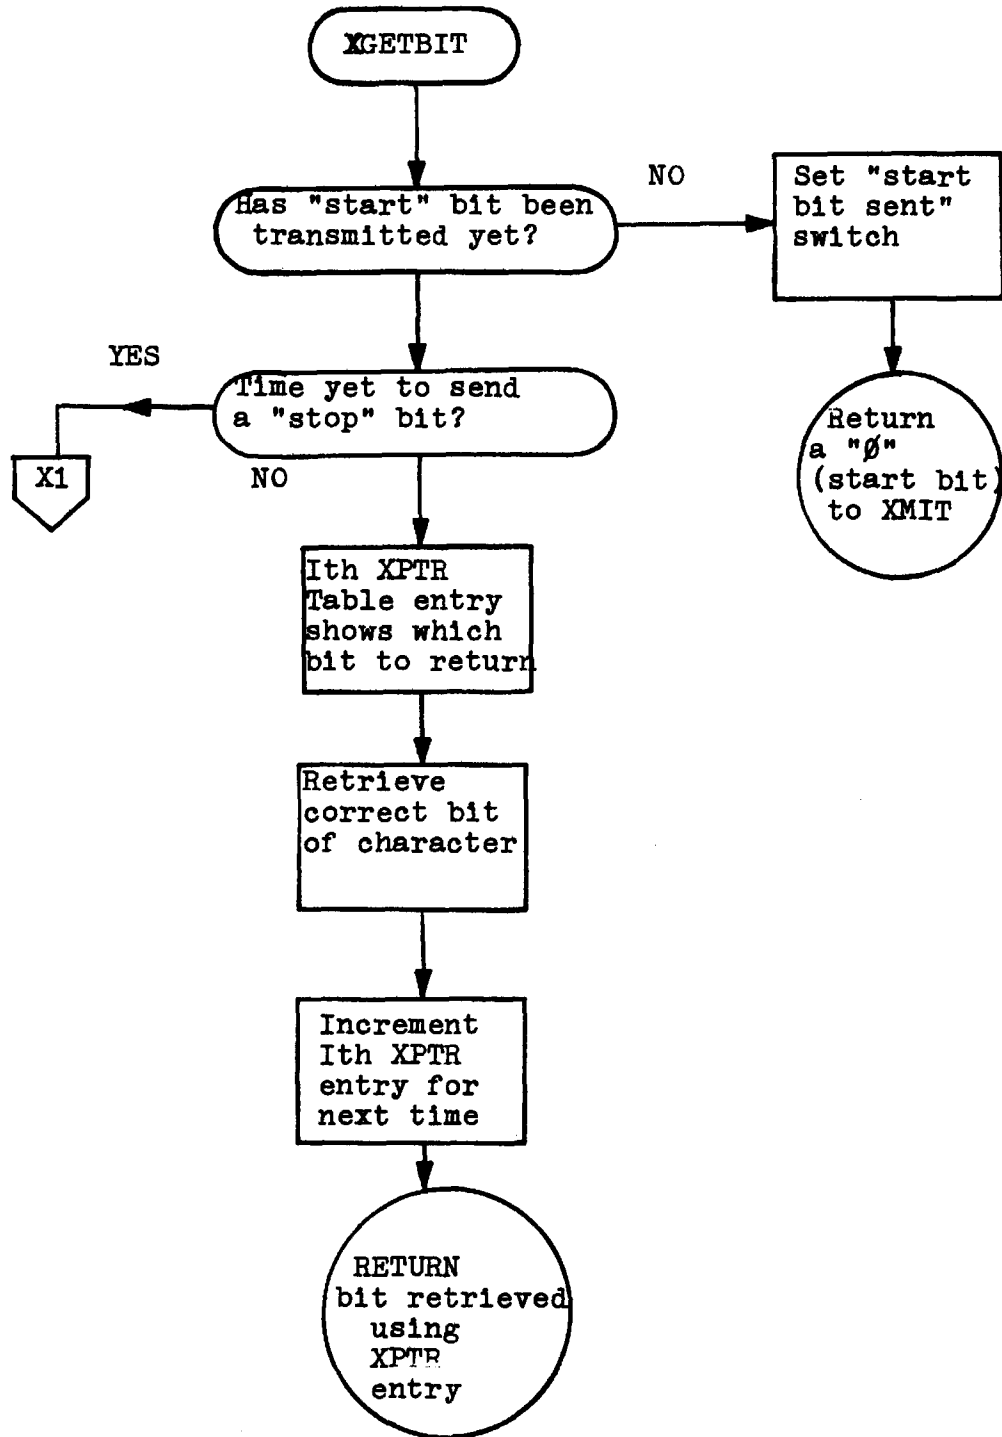 XGETBIT
Has "start" bit been
transmitted yet?
NO
Set "start
bit sent"
switch
Return
a "Ø"
(start bit)
to XMIT
YES
Time yet to send
a "stop" bit?
X1
NO
Ith XPTR
Table entry
shows which
bit to return
Retrieve
correct bit
of character
Increment
Ith XPTR
entry for
next time
RETURN
bit retrieved
using
XPTR
entry